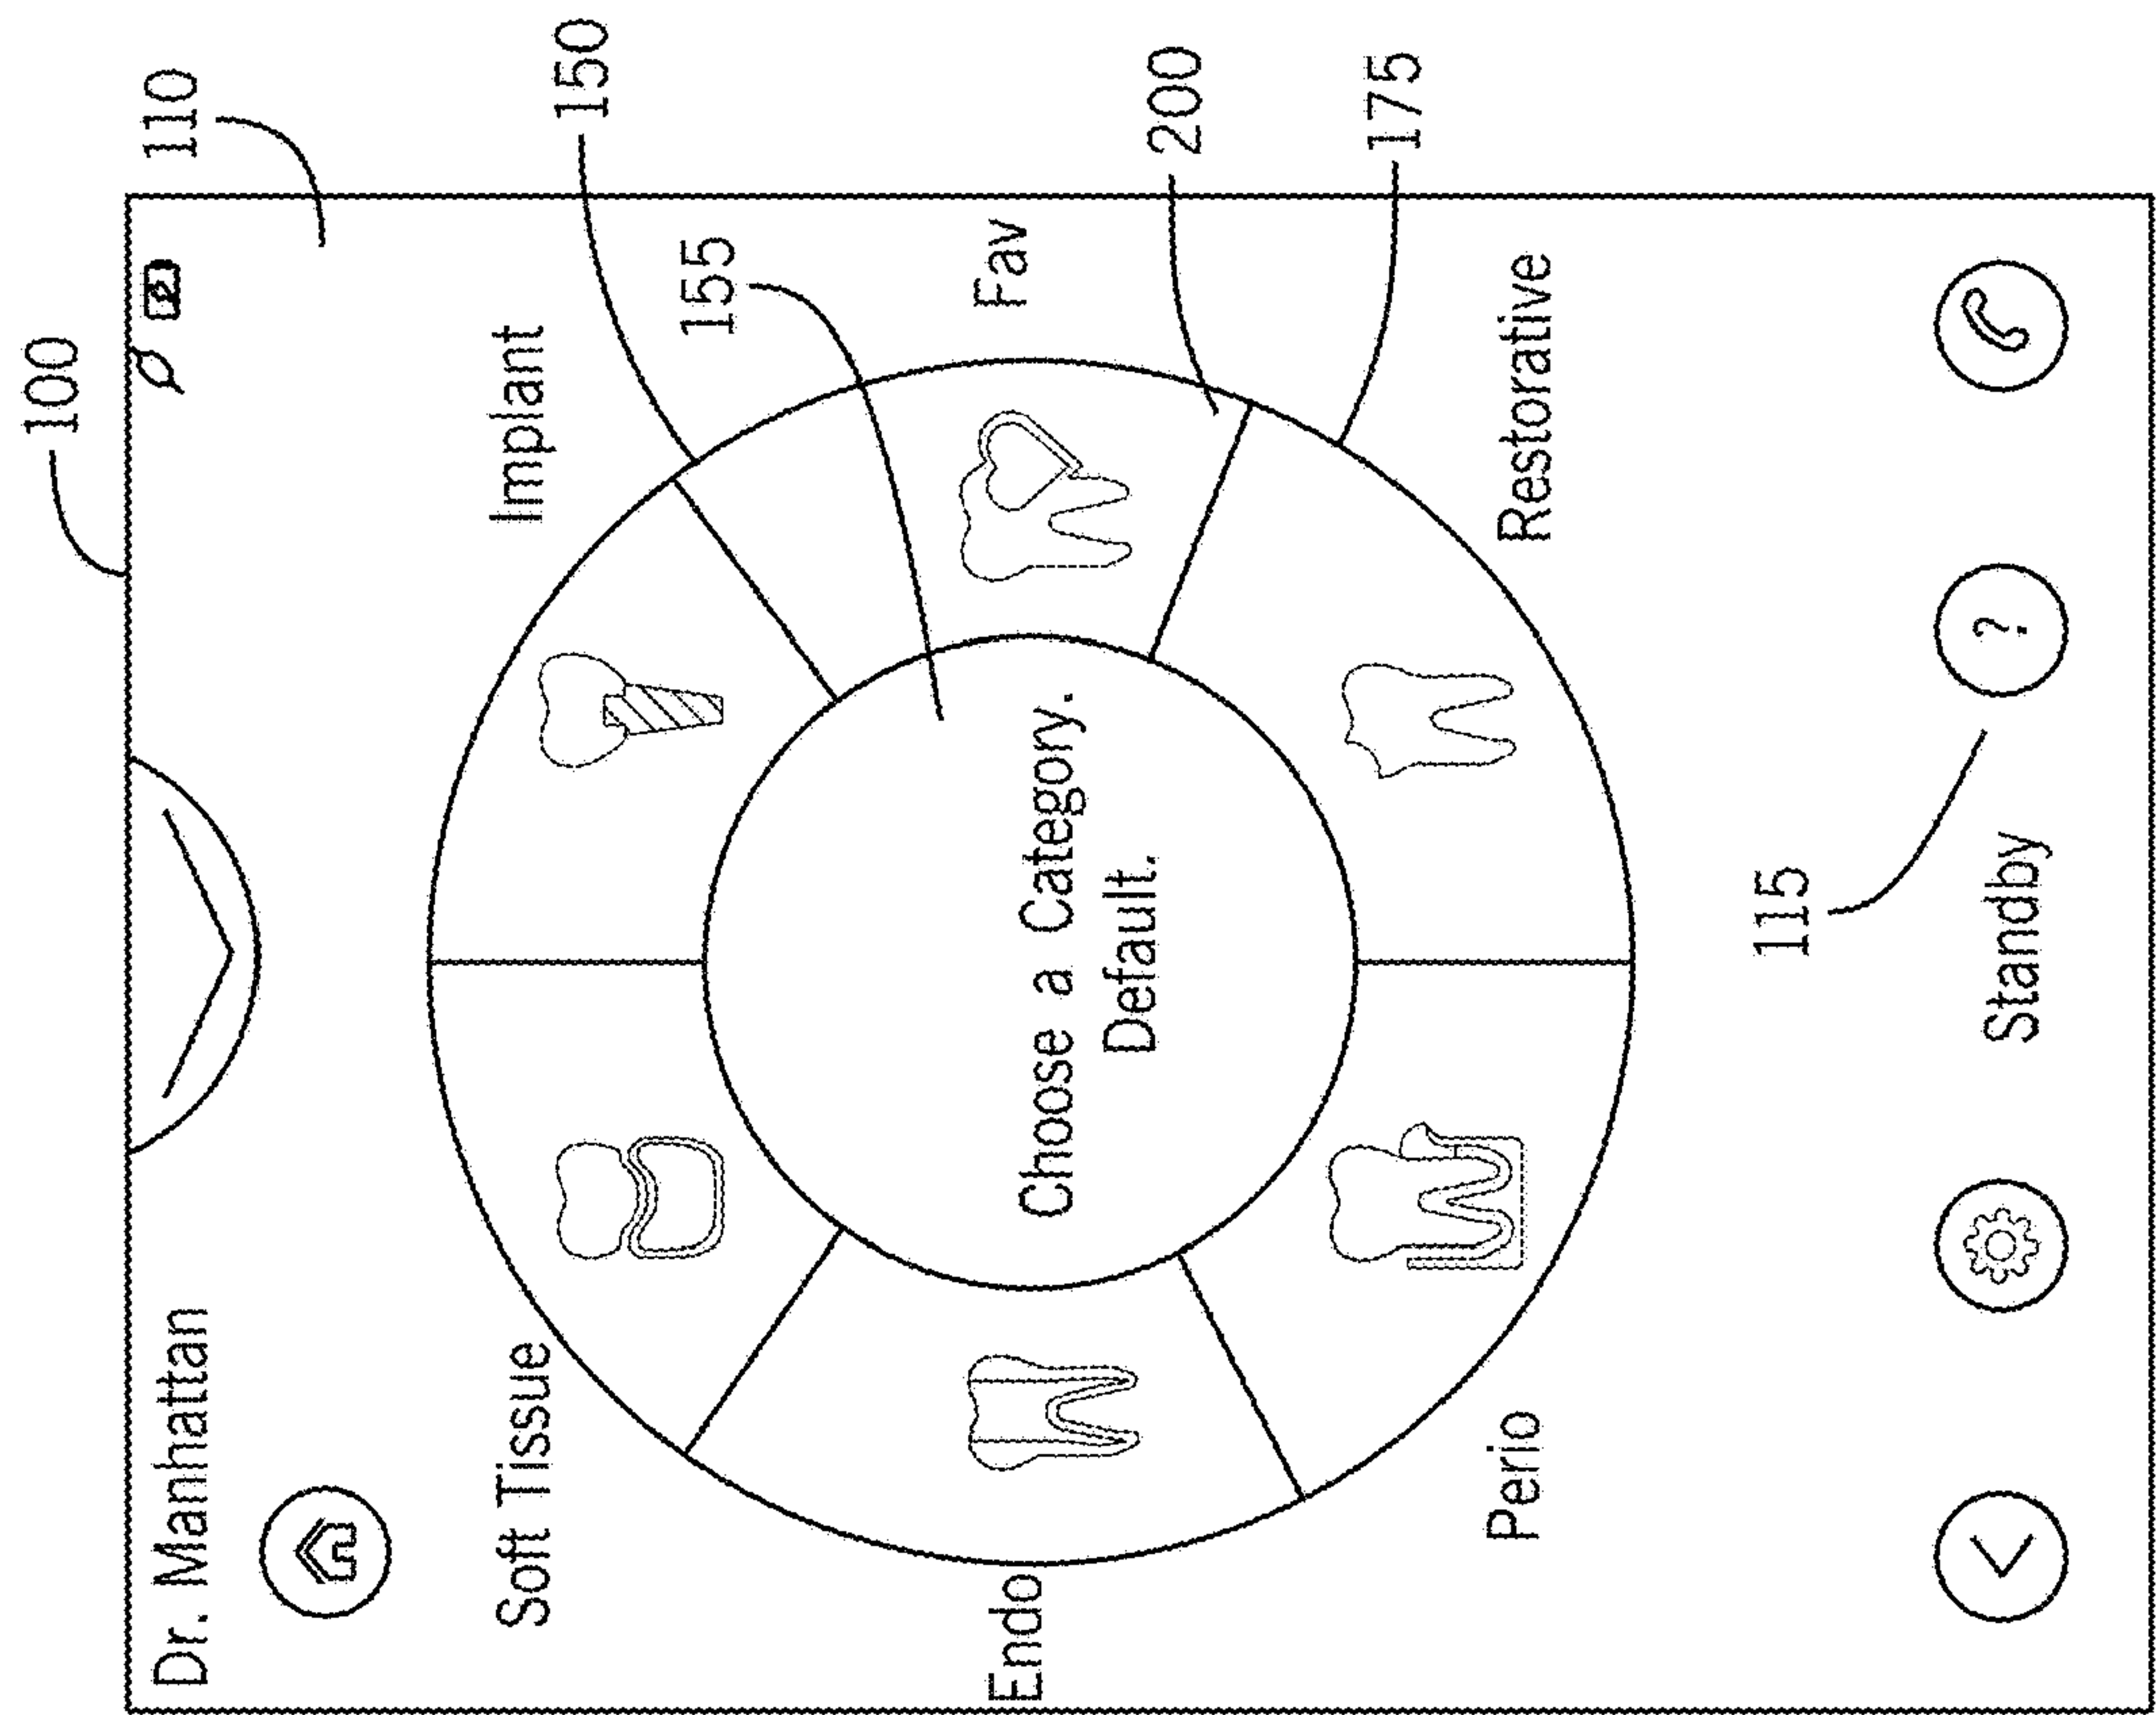 100
110
Dr. Manhattan
150
Soft Tissue
Implant
155
Endo
Fav
Choose a Category.
Default.
200
175
Perio
Restorative
115
Standby
?